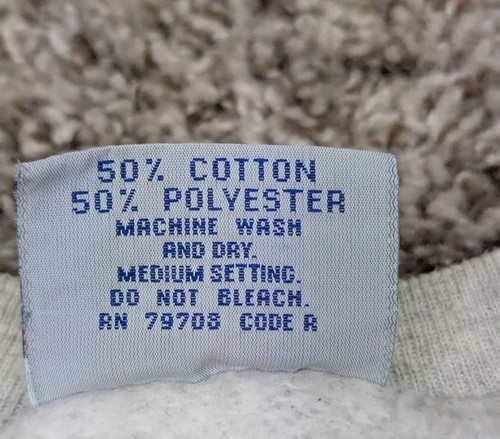 50% COTTON
50% POLYESTER
MACHINE WASH
AND DRY.
MEDIUM SETTING.
DO NOT BLEACH.
RN 79708 CODE R